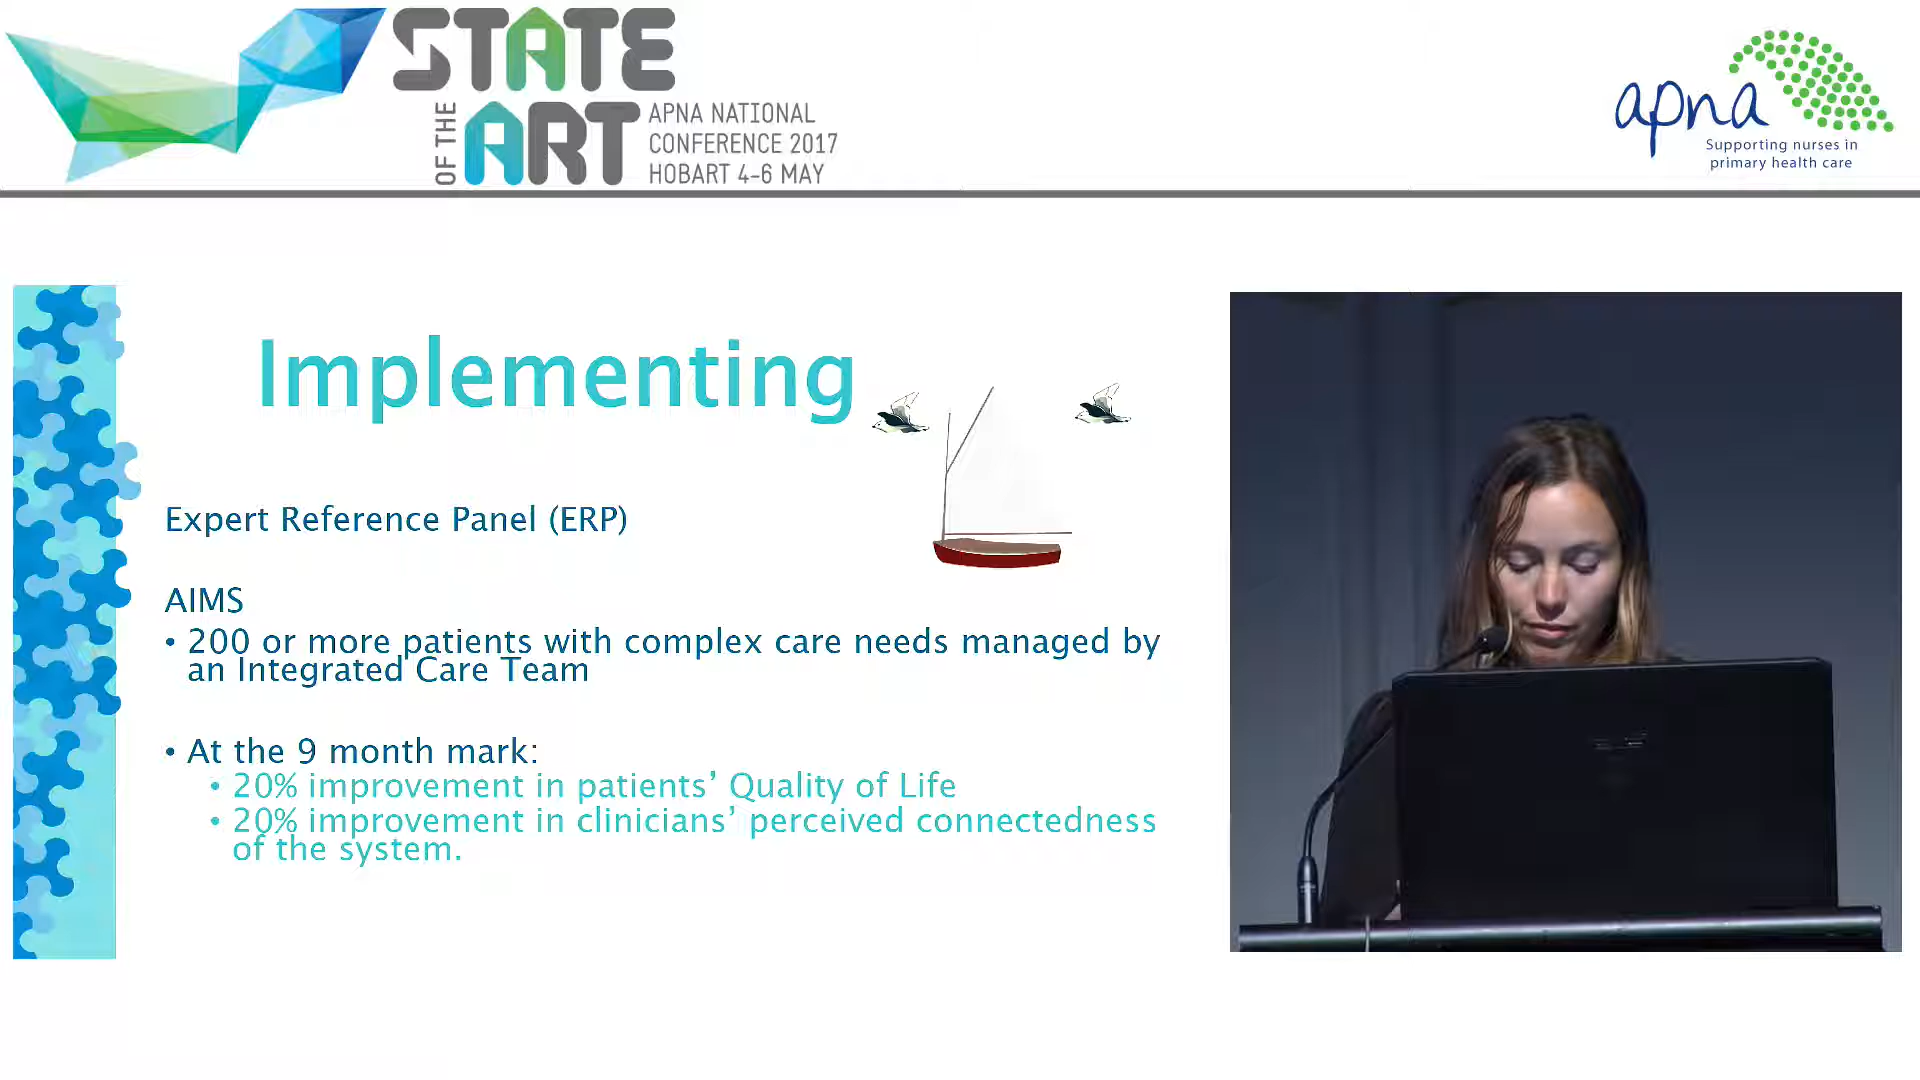 STATE
OF THE
ART
APNA NATIONAL
CONFERENCE 2017
HOBART 4-6 MAY
apna
Supporting nurses in
primary health care
Implementing
Expert Reference Panel (ERP)
AIMS
• 200 or more patients with complex care needs managed by
an Integrated Care Team
• At the 9 month mark:
• 20% improvement in patients’ Quality of Life
• 20% improvement in clinicians’ perceived connectedness
of the system.